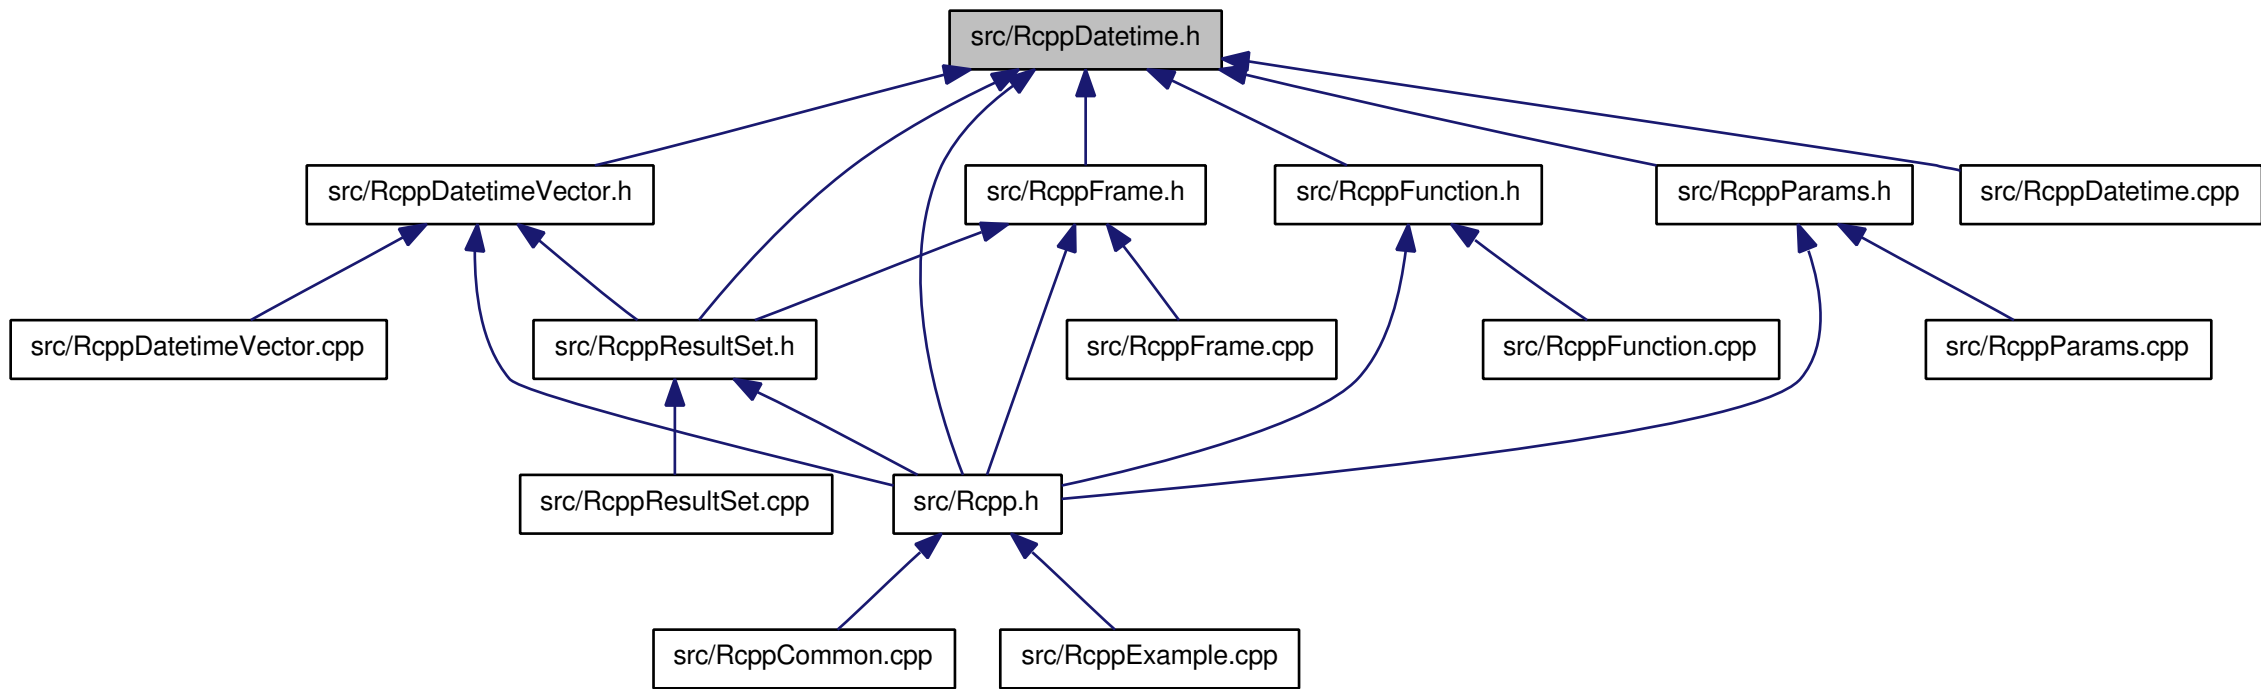 src/RcppDatetime.h
src/RcppDatetimeVector.h
src/RcppFrame.h
src/RcppFunction.h
src/RcppParams.h
src/RcppDatetime.cpp
src/RcppDatetimeVector.cpp
src/RcppResultSet.h
src/RcppFrame.cpp
src/RcppFunction.cpp
src/RcppParams.cpp
src/RcppResultSet.cpp
src/Rcpp.h
src/RcppCommon.cpp
src/RcppExample.cpp